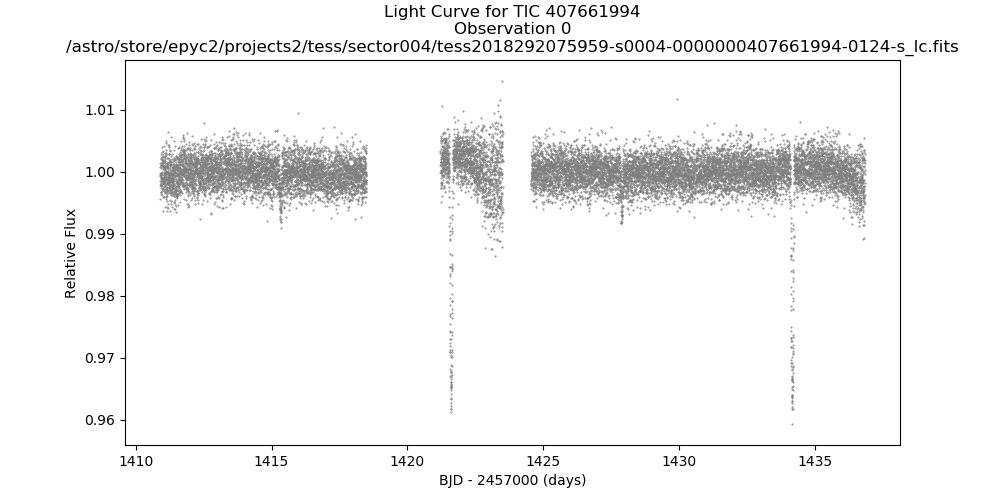 Light Curve for TIC 407661994
Observation 0
/astro/store/epyc2/projects2/tess/sector004/tess2018292075959-s0004-0000000407661994-0124-s_lc.fits
1.01
1.00
0.99
0.98
0.97
0.96
Relative Flux
1410
1415
1420
1425
1430
1435
BJD - 2457000 (days)